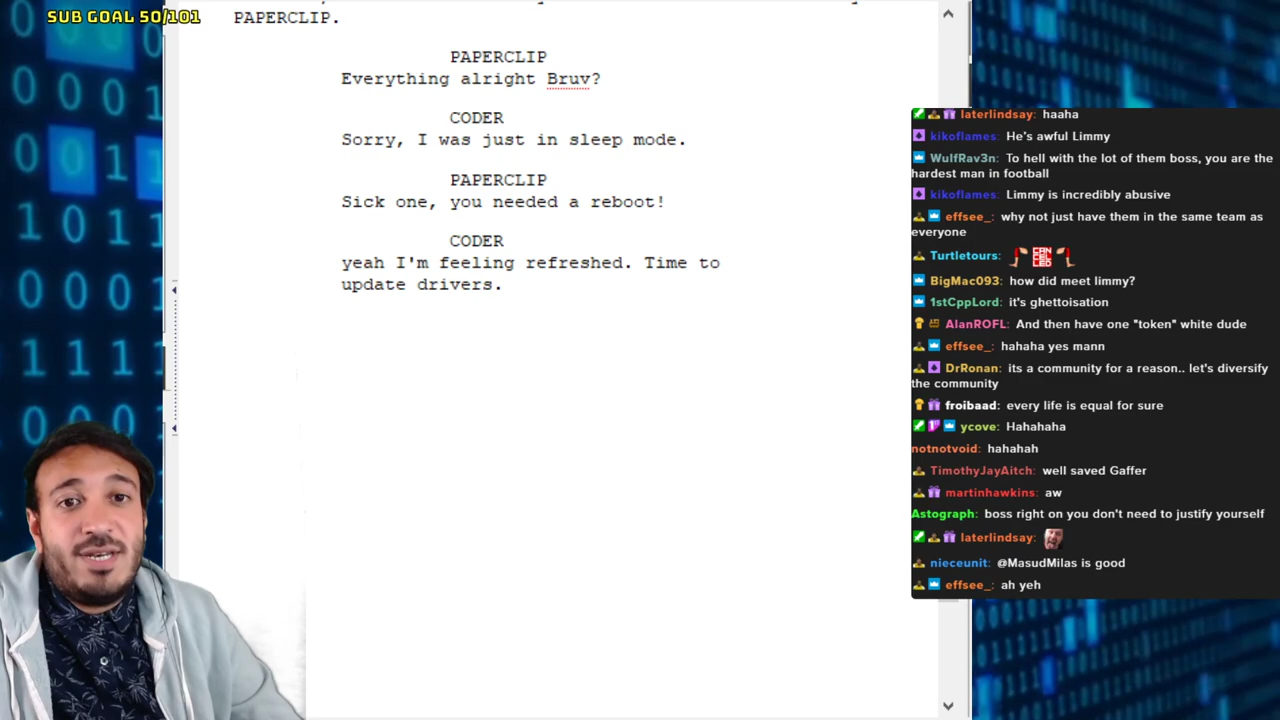 SUB GOAL 50/101
PAPERCLIP.
PAPERCLIP
Everything alright Bruv?
CODER
Sorry, I was just in sleep mode.
PAPERCLIP
Sick one, you needed a reboot!
CODER
yeah I'm feeling refreshed. Time to
update drivers.
laterlindsay: haaha
kikoflames: He's awful Limmy
WulfRav3n: To hell with the lot of them boss, you are the
hardest man in football
kikoflames: Limmy is incredibly abusive
effsee_: why not just have them in the same team as
everyone
Turtletours: CAN CEL LED
BigMac093: how did meet limmy?
1stCppLord: it's ghettoisation
AlanROFL: And then have one "token" white dude
effsee_: hahaha yes mann
DrRonan: its a community for a reason.. let's diversify
the community
froibaad: every life is equal for sure
ycove: Hahahaha
notnotvoid: hahahah
TimothyJayAitch: well saved Gaffer
martinhawkins: aw
Astograph: boss right on you don't need to justify yourself
laterlindsay:
nieceunit: @MasudMilas is good
effsee_: ah yeh